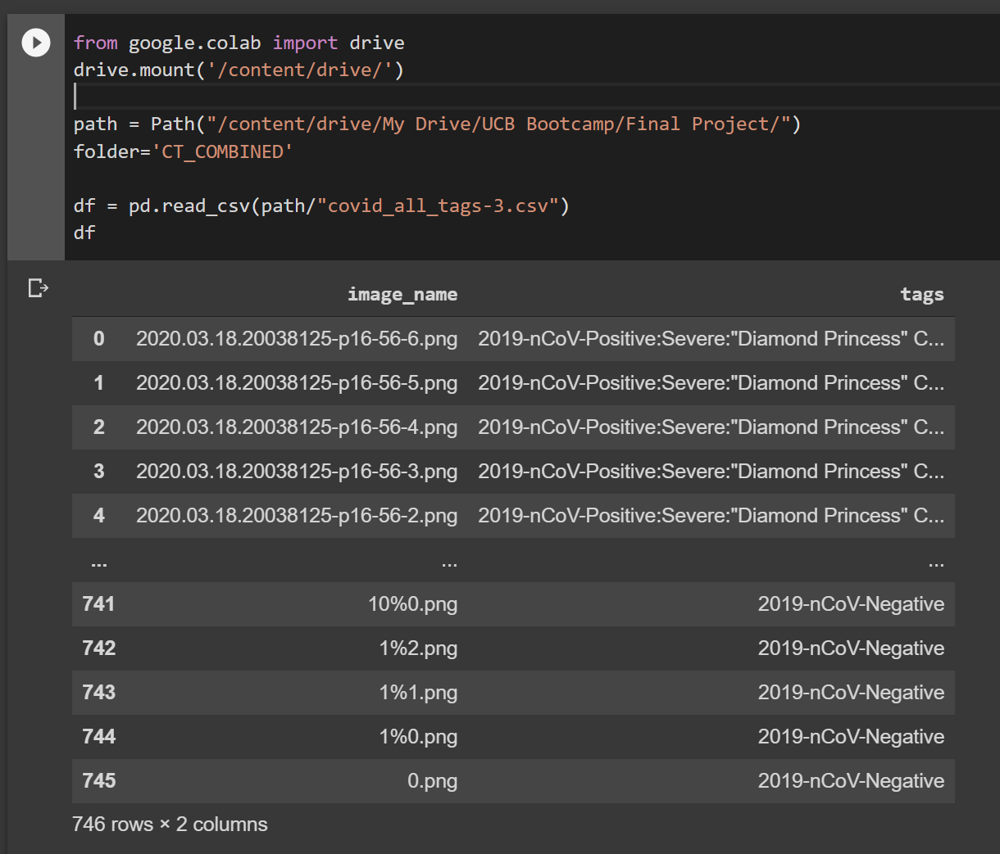 from google.colab import drive
drive.mount('/content/drive/')
path = Path("/content/drive/My Drive/UCB Bootcamp/Final Project/")
folder='CT_COMBINED'
df = pd.read_csv(path/"covid_all_tags-3.csv")
df
image_name tags
0 2020.03.18.20038125-p16-56-6.png 2019-nCoV-Positive:Severe:"Diamond Princess" C...
1 2020.03.18.20038125-p16-56-5.png 2019-nCoV-Positive:Severe:"Diamond Princess" C...
2 2020.03.18.20038125-p16-56-4.png 2019-nCoV-Positive:Severe:"Diamond Princess" C...
3 2020.03.18.20038125-p16-56-3.png 2019-nCoV-Positive:Severe:"Diamond Princess" C...
4 2020.03.18.20038125-p16-56-2.png 2019-nCoV-Positive:Severe:"Diamond Princess" C...
... ... ...
741 10%0.png 2019-nCoV-Negative
742 1%2.png 2019-nCoV-Negative
743 1%1.png 2019-nCoV-Negative
744 1%0.png 2019-nCoV-Negative
745 0.png 2019-nCoV-Negative
746 rows × 2 columns